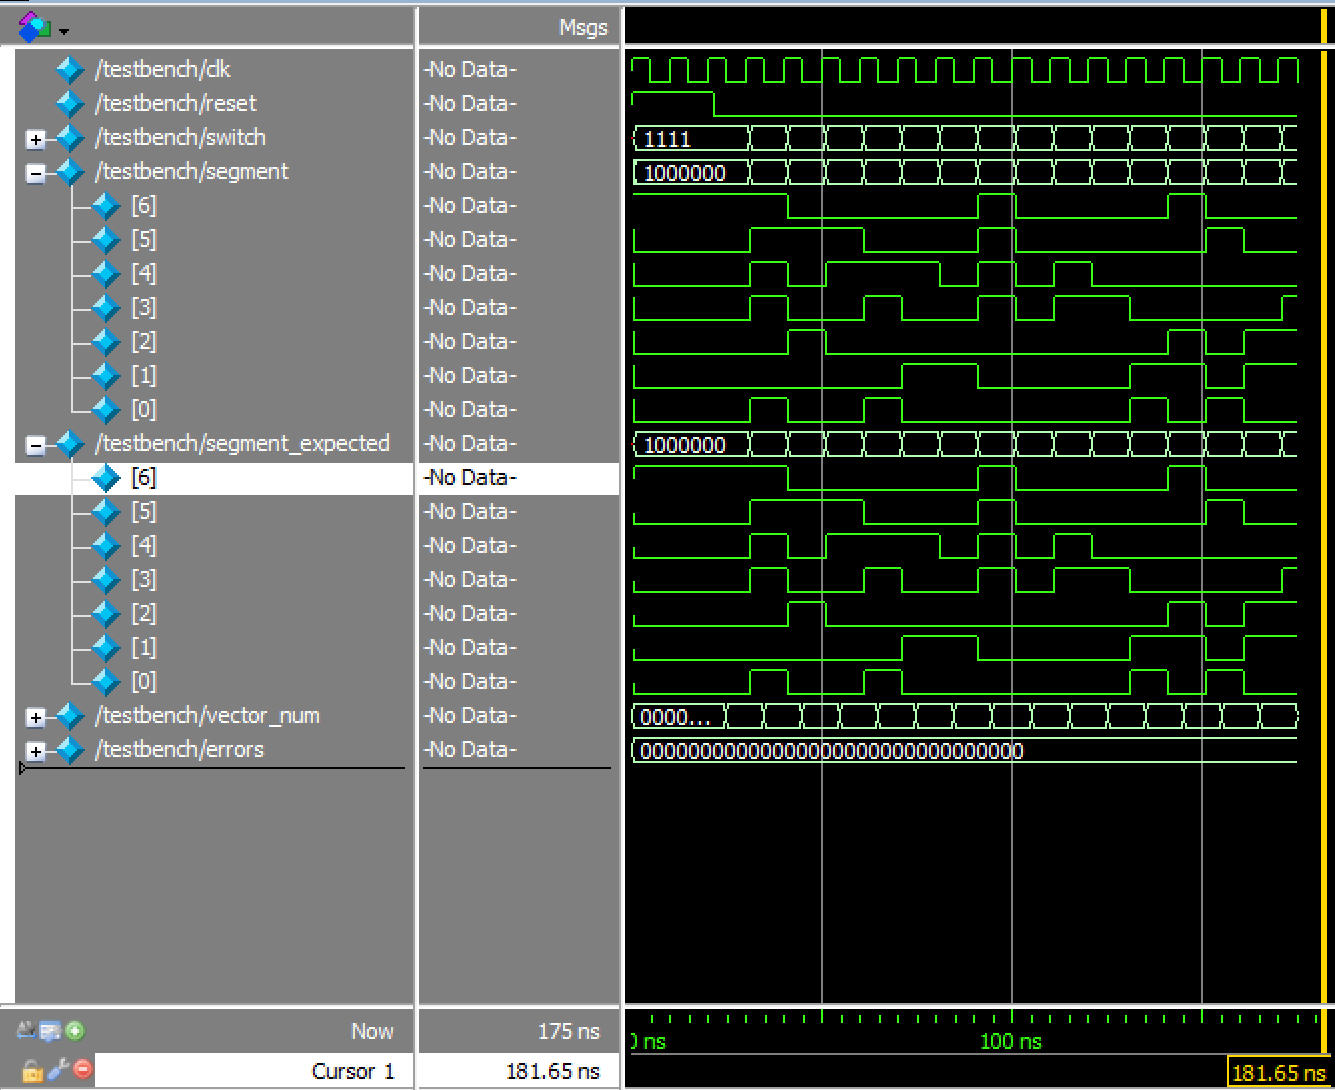 Msgs
/testbench/clk -No Data-
/testbench/reset -No Data-
/testbench/switch -No Data- 1111
/testbench/segment -No Data- 1000000
[6] -No Data-
[5] -No Data-
[4] -No Data-
[3] -No Data-
[2] -No Data-
[1] -No Data-
[0] -No Data-
/testbench/segment_expected -No Data- 1000000
[6] -No Data-
[5] -No Data-
[4] -No Data-
[3] -No Data-
[2] -No Data-
[1] -No Data-
[0] -No Data-
/testbench/vector_num -No Data- 0000...
/testbench/errors -No Data- 00000000000000000000000000000000
Now 175 ns 0 ns 100 ns
Cursor 1 181.65 ns 181.65 ns